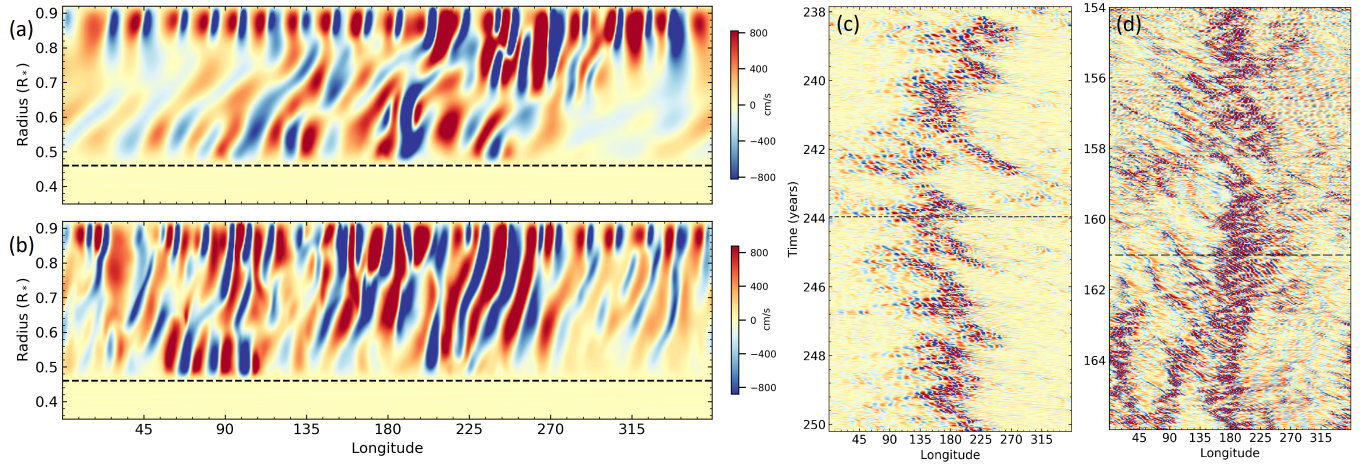 (a)
Radius (R*)
0.9
0.8
0.7
0.6
0.5
0.4
800
400
0
−400
−800
cm/s
(b)
Radius (R*)
0.9
0.8
0.7
0.6
0.5
0.4
45 90 135 180 225 270 315
Longitude
800
400
0
−400
−800
cm/s
(c)
Time (years)
238
240
242
244
246
248
250
45 90 135 180 225 270 315
Longitude
(d)
154
156
158
160
162
164
45 90 135 180 225 270 315
Longitude